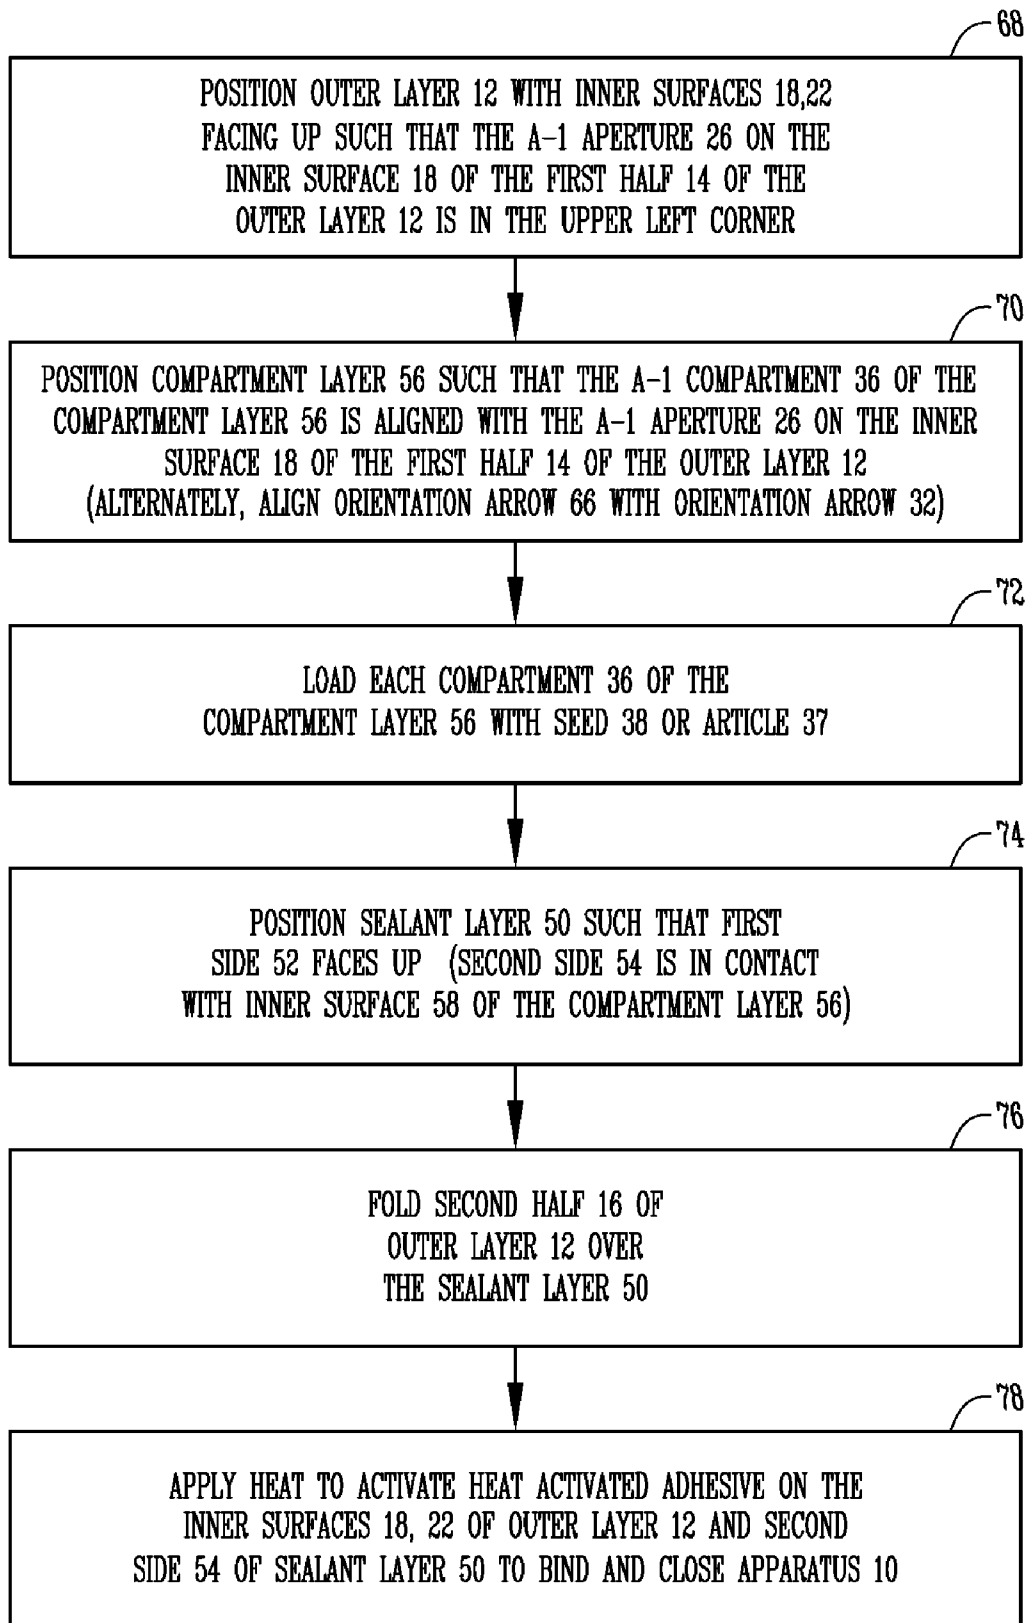 68
POSITION OUTER LAYER 12 WITH INNER SURFACES 18,22
FACING UP SUCH THAT THE A-1 APERTURE 26 ON THE
INNER SURFACE 18 OF THE FIRST HALF 14 OF THE
OUTER LAYER 12 IS IN THE UPPER LEFT CORNER
70
POSITION COMPARTMENT LAYER 56 SUCH THAT THE A-1 COMPARTMENT 36 OF THE
COMPARTMENT LAYER 56 IS ALIGNED WITH THE A-1 APERTURE 26 ON THE INNER
SURFACE 18 OF THE FIRST HALF 14 OF THE OUTER LAYER 12
(ALTERNATELY, ALIGN ORIENTATION ARROW 66 WITH ORIENTATION ARROW 32)
72
LOAD EACH COMPARTMENT 36 OF THE
COMPARTMENT LAYER 56 WITH SEED 38 OR ARTICLE 37
74
POSITION SEALANT LAYER 50 SUCH THAT FIRST
SIDE 52 FACES UP (SECOND SIDE 54 IS IN CONTACT
WITH INNER SURFACE 58 OF THE COMPARTMENT LAYER 56)
76
FOLD SECOND HALF 16 OF
OUTER LAYER 12 OVER
THE SEALANT LAYER 50
78
APPLY HEAT TO ACTIVATE HEAT ACTIVATED ADHESIVE ON THE
INNER SURFACES 18, 22 OF OUTER LAYER 12 AND SECOND
SIDE 54 OF SEALANT LAYER 50 TO BIND AND CLOSE APPARATUS 10